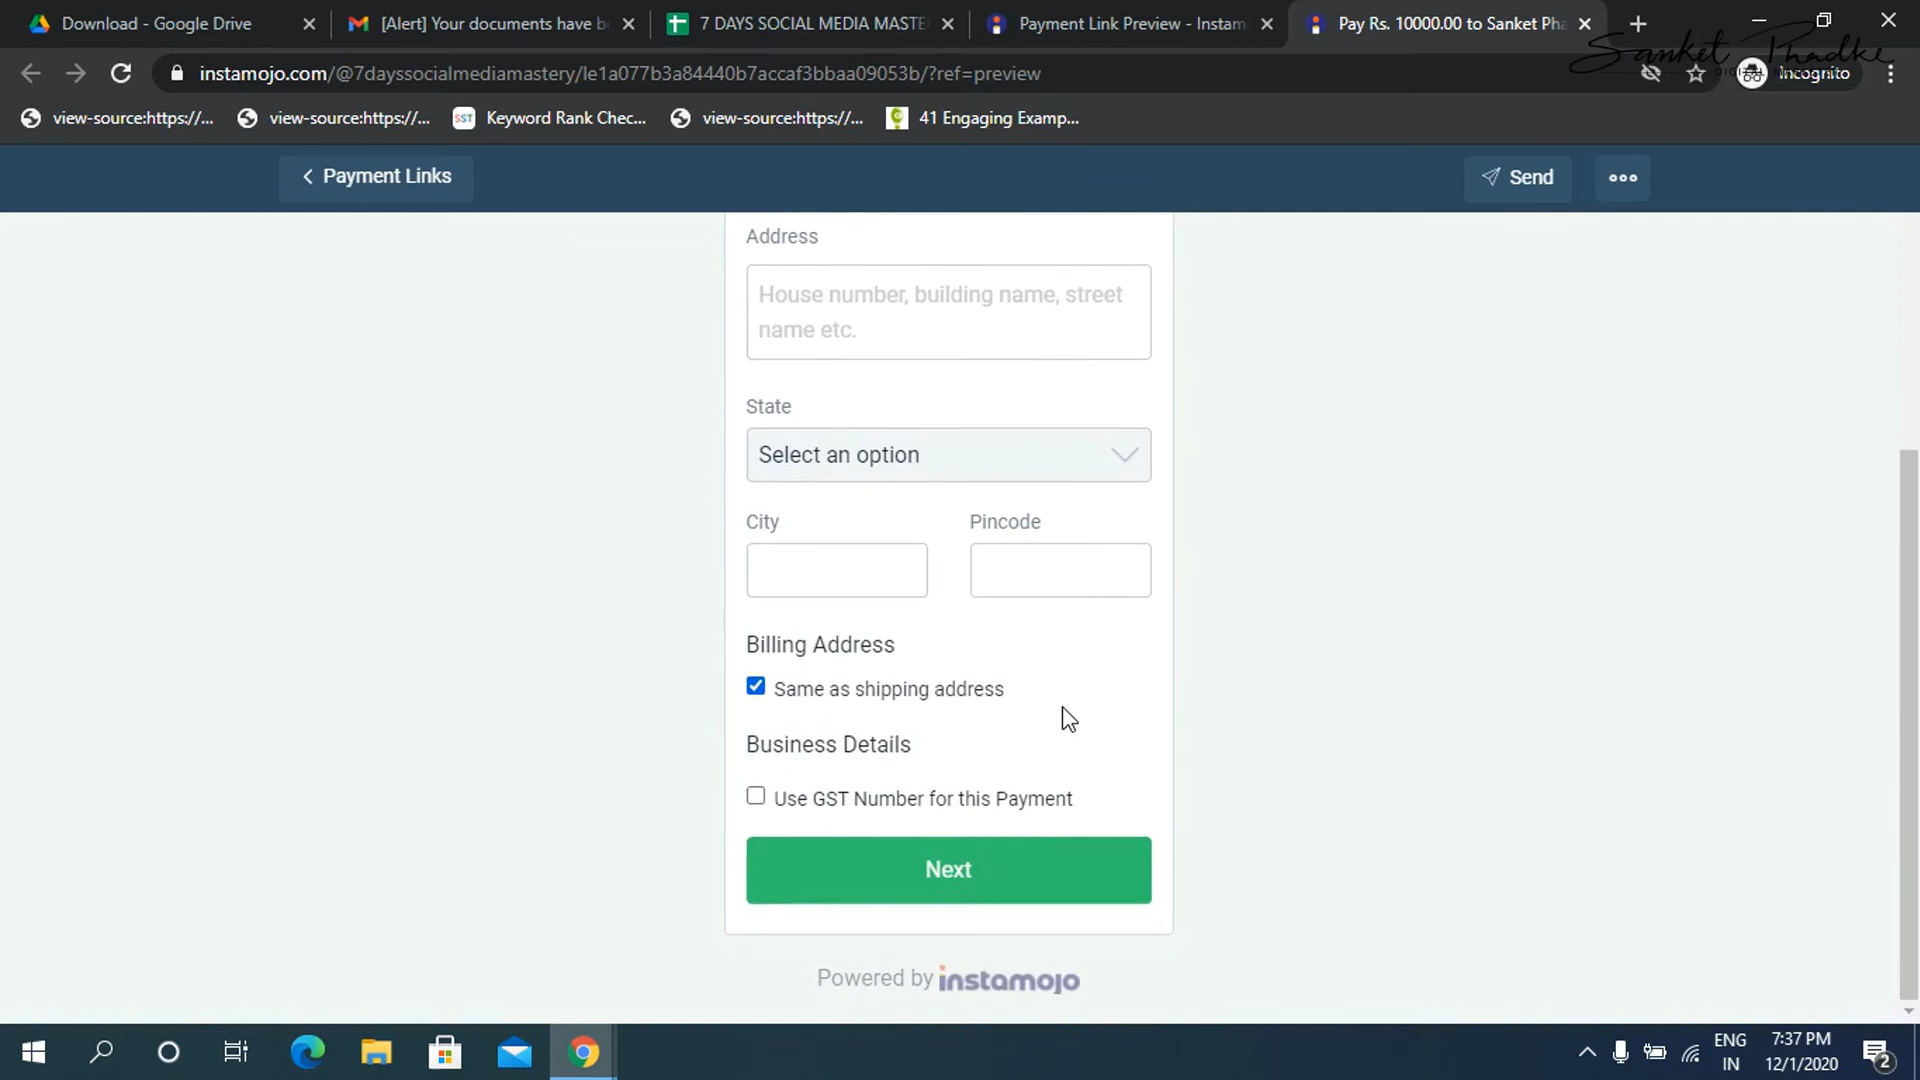 Download - Google Drive
[Alert] Your documents have b
7 DAYS SOCIAL MEDIA MASTE
Payment Link Preview - Instam
Pay Rs. 10000.00 to Sanket Pha
Sanket Phadke
instamojo.com/@7dayssocialmediamastery/le1a077b3a84440b7accaf3bbaa09053b/?ref=preview
Incognito
view-source:https://...
view-source:https://...
SST
Keyword Rank Chec...
view-source:https://...
41 Engaging Examp...
Payment Links
Send
Address
House number, building name, street
name etc.
State
Select an option
City
Pincode
Billing Address
Same as shipping address
Business Details
Use GST Number for this Payment
Next
Powered by instamojo
ENG
IN
7:37 PM
12/1/2020
2